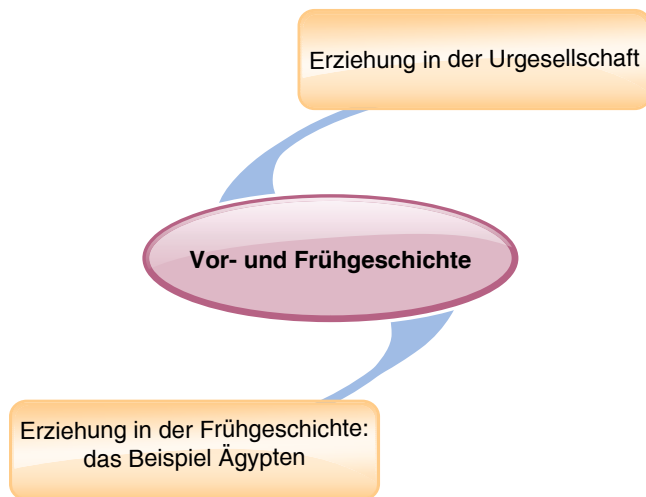 Erziehung in der Urgesellschaft
Vor- und Frühgeschichte
Erziehung in der Frühgeschichte:
das Beispiel Ägypten